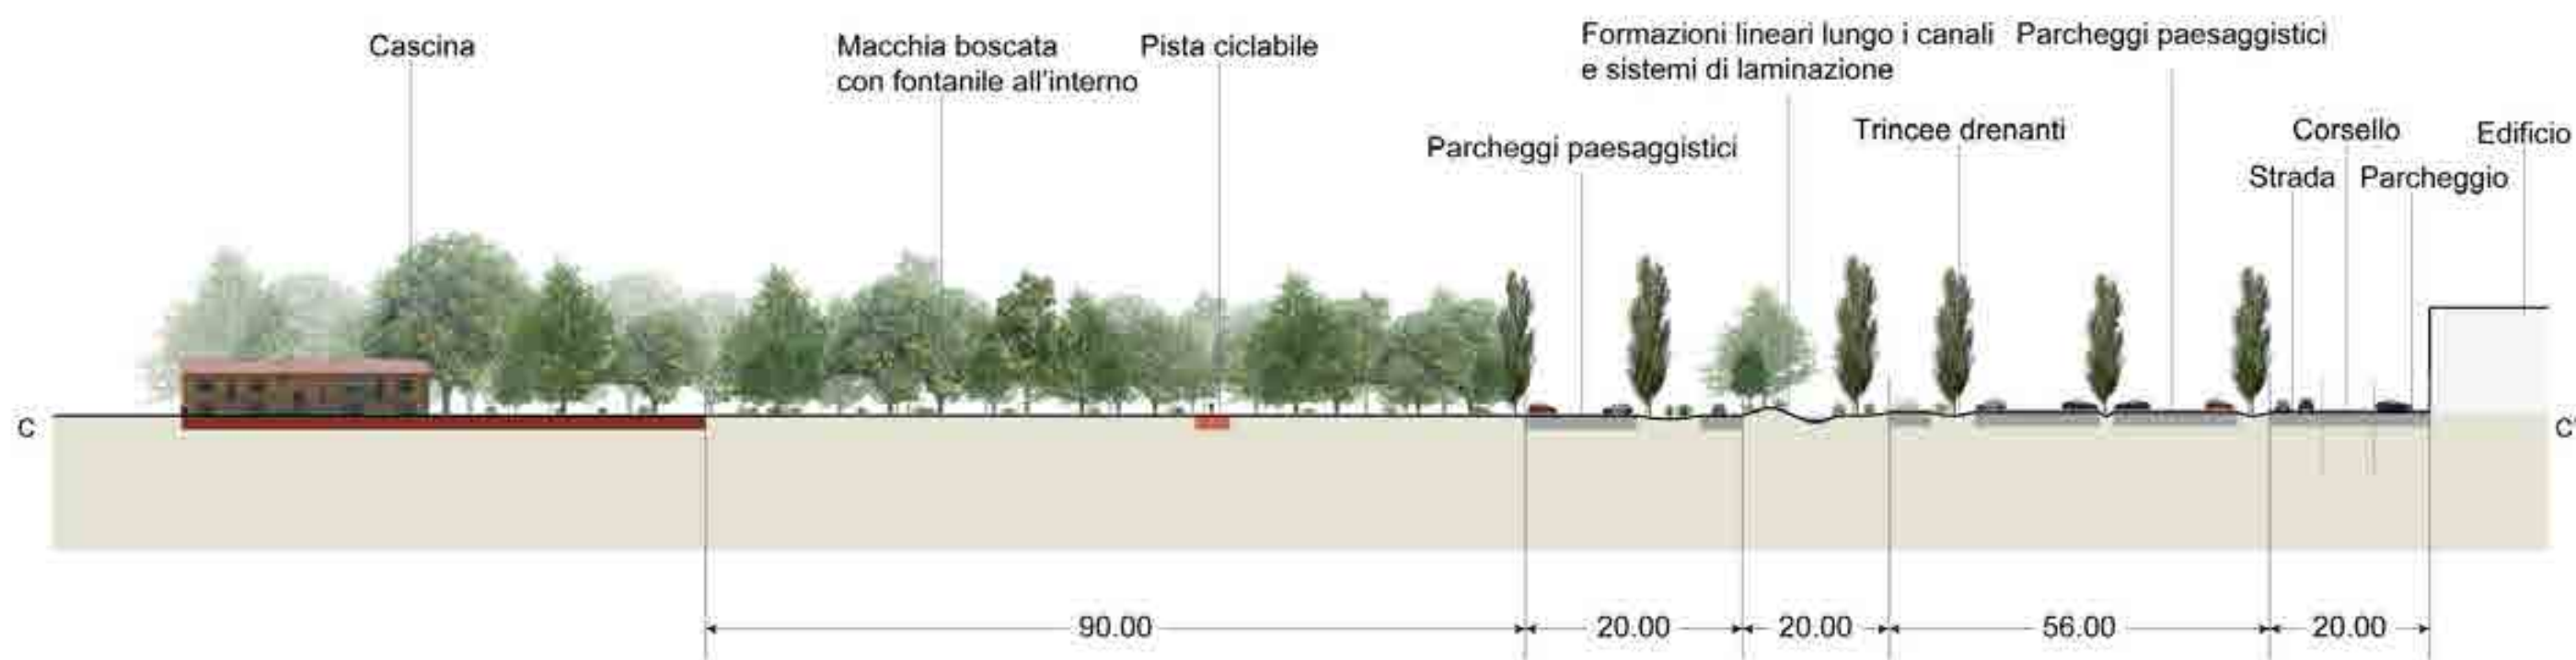 Cascina
Macchia boscata
con fontanile all'interno
Pista ciclabile
Formazioni lineari lungo i canali
e sistemi di laminazione
Parcheggi paesaggistici
Parcheggi paesaggistici
Trincee drenanti
Corsello
Edificio
Strada
Parcheggio
C
C'
90.00
20.00
20.00
56.00
20.00